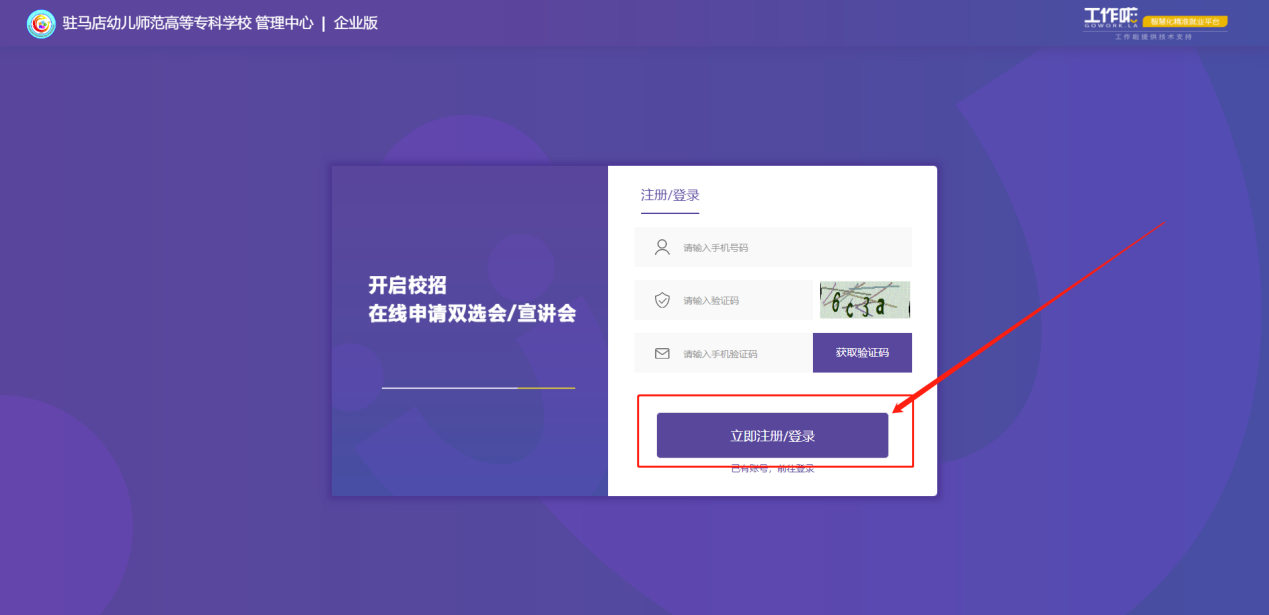 驻马店幼儿师范高等专科学校 管理中心 | 企业版
工作啦
GOWORK.LA
智慧化精准就业平台
工作啦提供技术支持
注册/登录
请输入手机号码
开启校招
在线申请双选会/宣讲会
请输入验证码
6c3a
请输入手机验证码
获取验证码
立即注册/登录
已有账号，前往登录